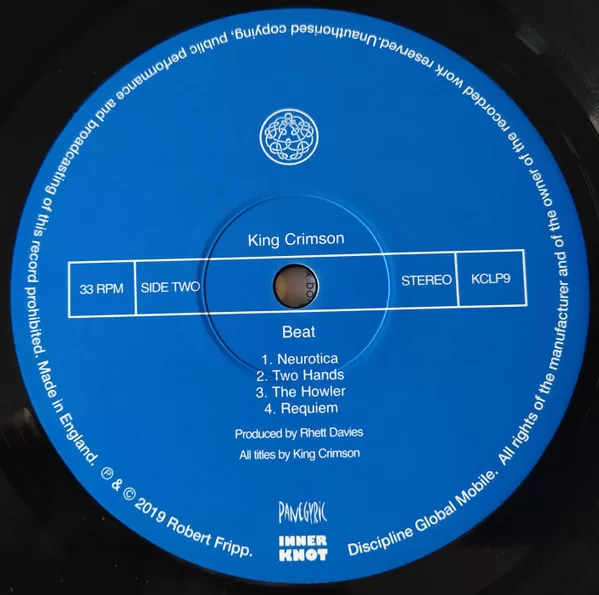 King Crimson
33 RPM
SIDE TWO
STEREO
KCLP9
Beat
1. Neurotica
2. Two Hands
3. The Howler
4. Requiem
Produced by Rhett Davies
All titles by King Crimson
PANEGYRIC
INNER
KNOT
All rights of the manufacturer and of the owner of the recorded work reserved.Unauthorised copying, public performance and broadcasting of this record prohibited. Made in England. ℗ & © 2019 Robert Fripp. Discipline Global Mobile.